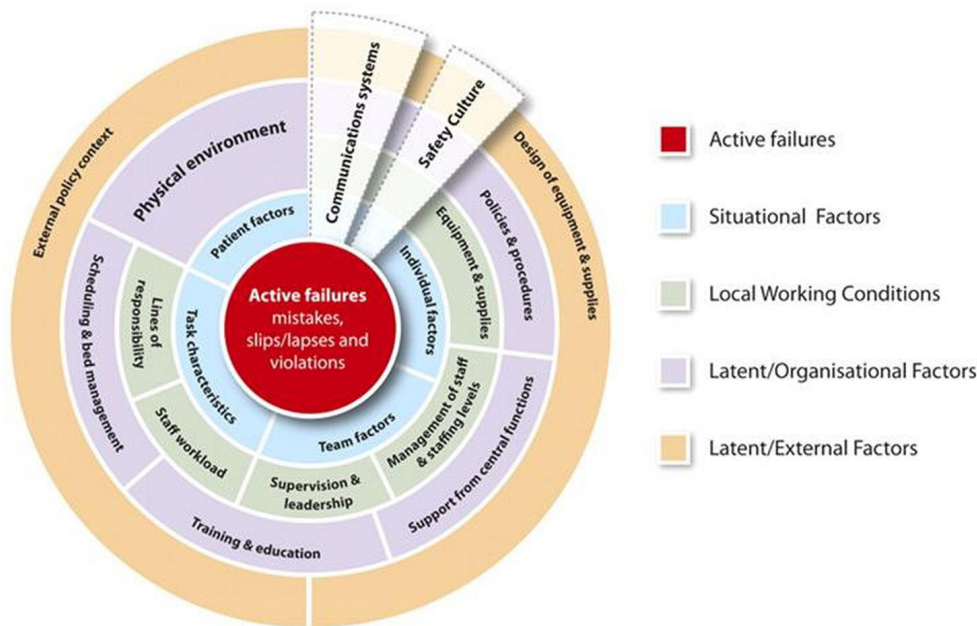 Communications systems
Safety Culture
External policy context
Design of equipment & supplies
Physical environment
Policies & procedures
Scheduling & bed management
Support from central functions
Training & education
Lines of
responsibility
Equipment & supplies
Staff workload
Management of staff
& staffing levels
Supervision &
leadership
Patient factors
Individual factors
Task characteristics
Team factors
Active failures
mistakes,
slips/lapses and
violations
Active failures
Situational Factors
Local Working Conditions
Latent/Organisational Factors
Latent/External Factors